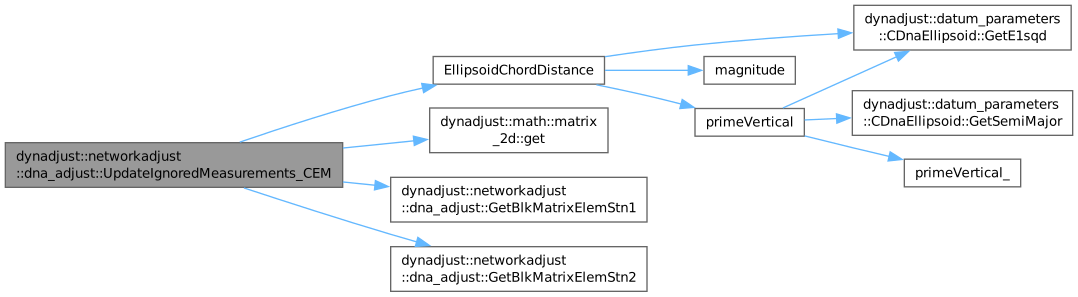 dynadjust::networkadjust
::dna_adjust::UpdateIgnoredMeasurements_CEM
EllipsoidChordDistance
dynadjust::math::matrix
_2d::get
dynadjust::networkadjust
::dna_adjust::GetBlkMatrixElemStn1
dynadjust::networkadjust
::dna_adjust::GetBlkMatrixElemStn2
magnitude
primeVertical
dynadjust::datum_parameters
::CDnaEllipsoid::GetE1sqd
dynadjust::datum_parameters
::CDnaEllipsoid::GetSemiMajor
primeVertical_